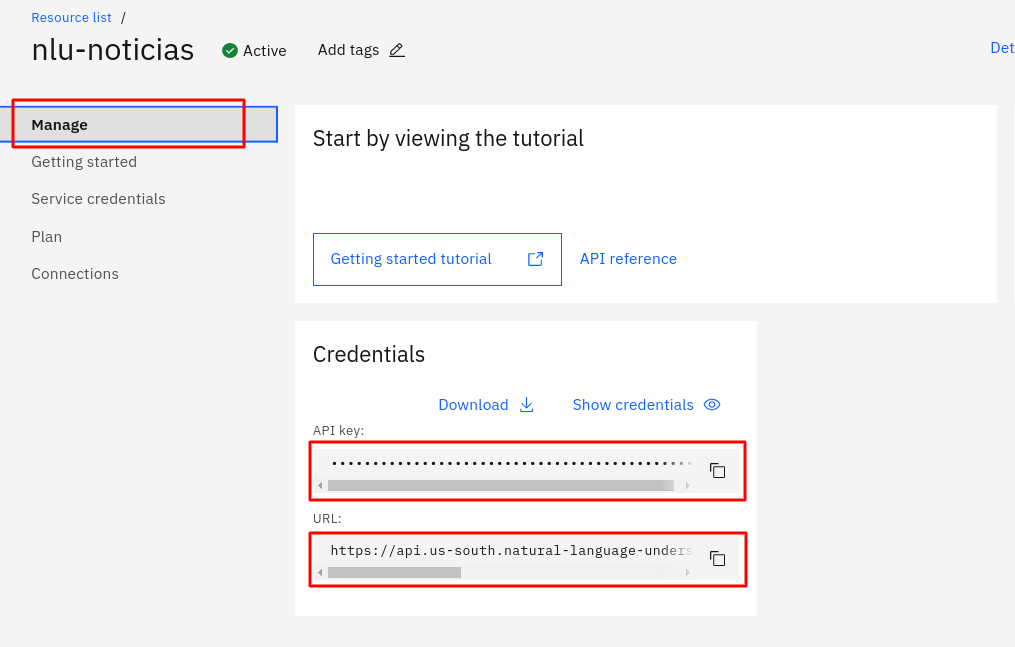 Resource list /
nlu-noticias Active Add tags
Manage
Getting started
Service credentials
Plan
Connections
Start by viewing the tutorial
Getting started tutorial API reference
Credentials
Download Show credentials
API key:
••••••••••••••••••••••••••••••••••••••••••••
URL:
https://api.us-south.natural-language-unders